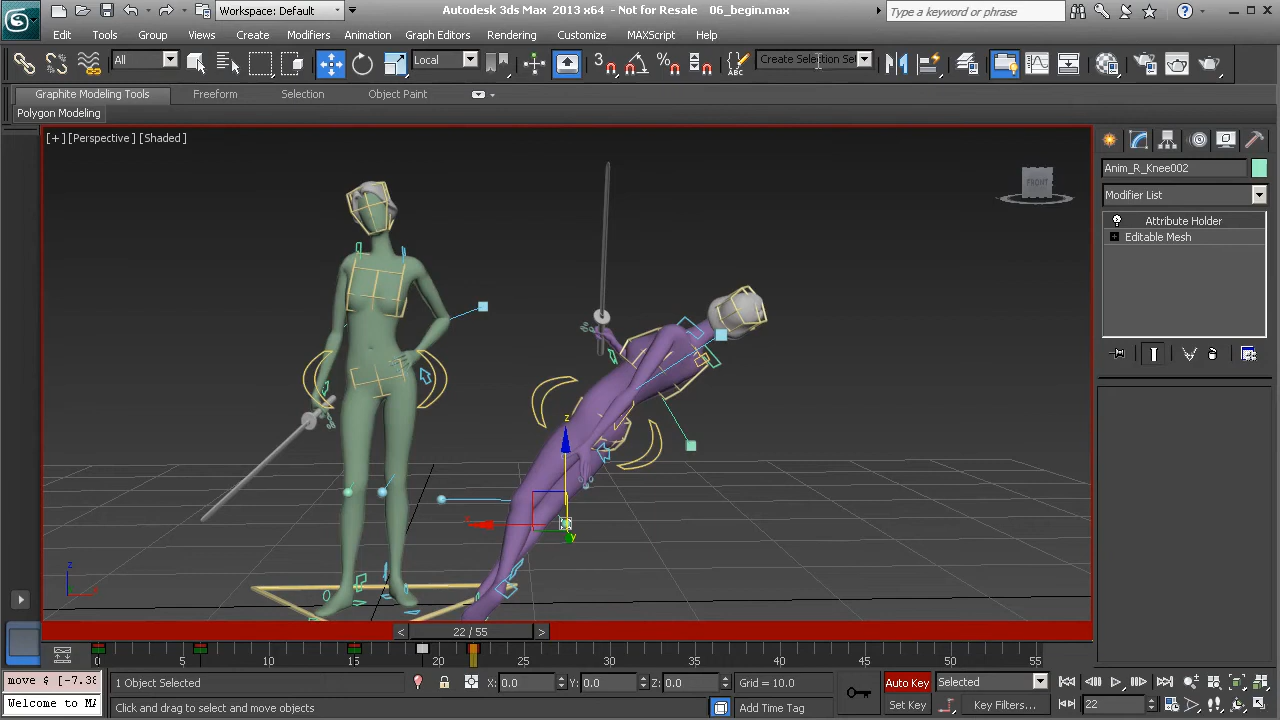 Autodesk 3ds Max 2013 x64 - Not for Resale 06_begin.max
Workspace: Default
Type a keyword or phrase
Edit Tools Group Views Create Modifiers Animation Graph Editors Rendering Customize MAXScript Help
All
Local
3
Create Selection Se
Graphite Modeling Tools Freeform Selection Object Paint
Polygon Modeling
[+] [Perspective] [Shaded]
FRONT
Anim_R_Knee002
Modifier List
Attribute Holder
Editable Mesh
z
x
y
z
< 22 / 55 >
0 5 10 15 20 25 30 35 40 45 50 55
move $ [-7.38
Welcome to MA
1 Object Selected
X: 0.0 Y: 0.0 Z: 0.0
Grid = 10.0
Auto Key
Selected
Click and drag to select and move objects
Add Time Tag
Set Key
Key Filters...
22